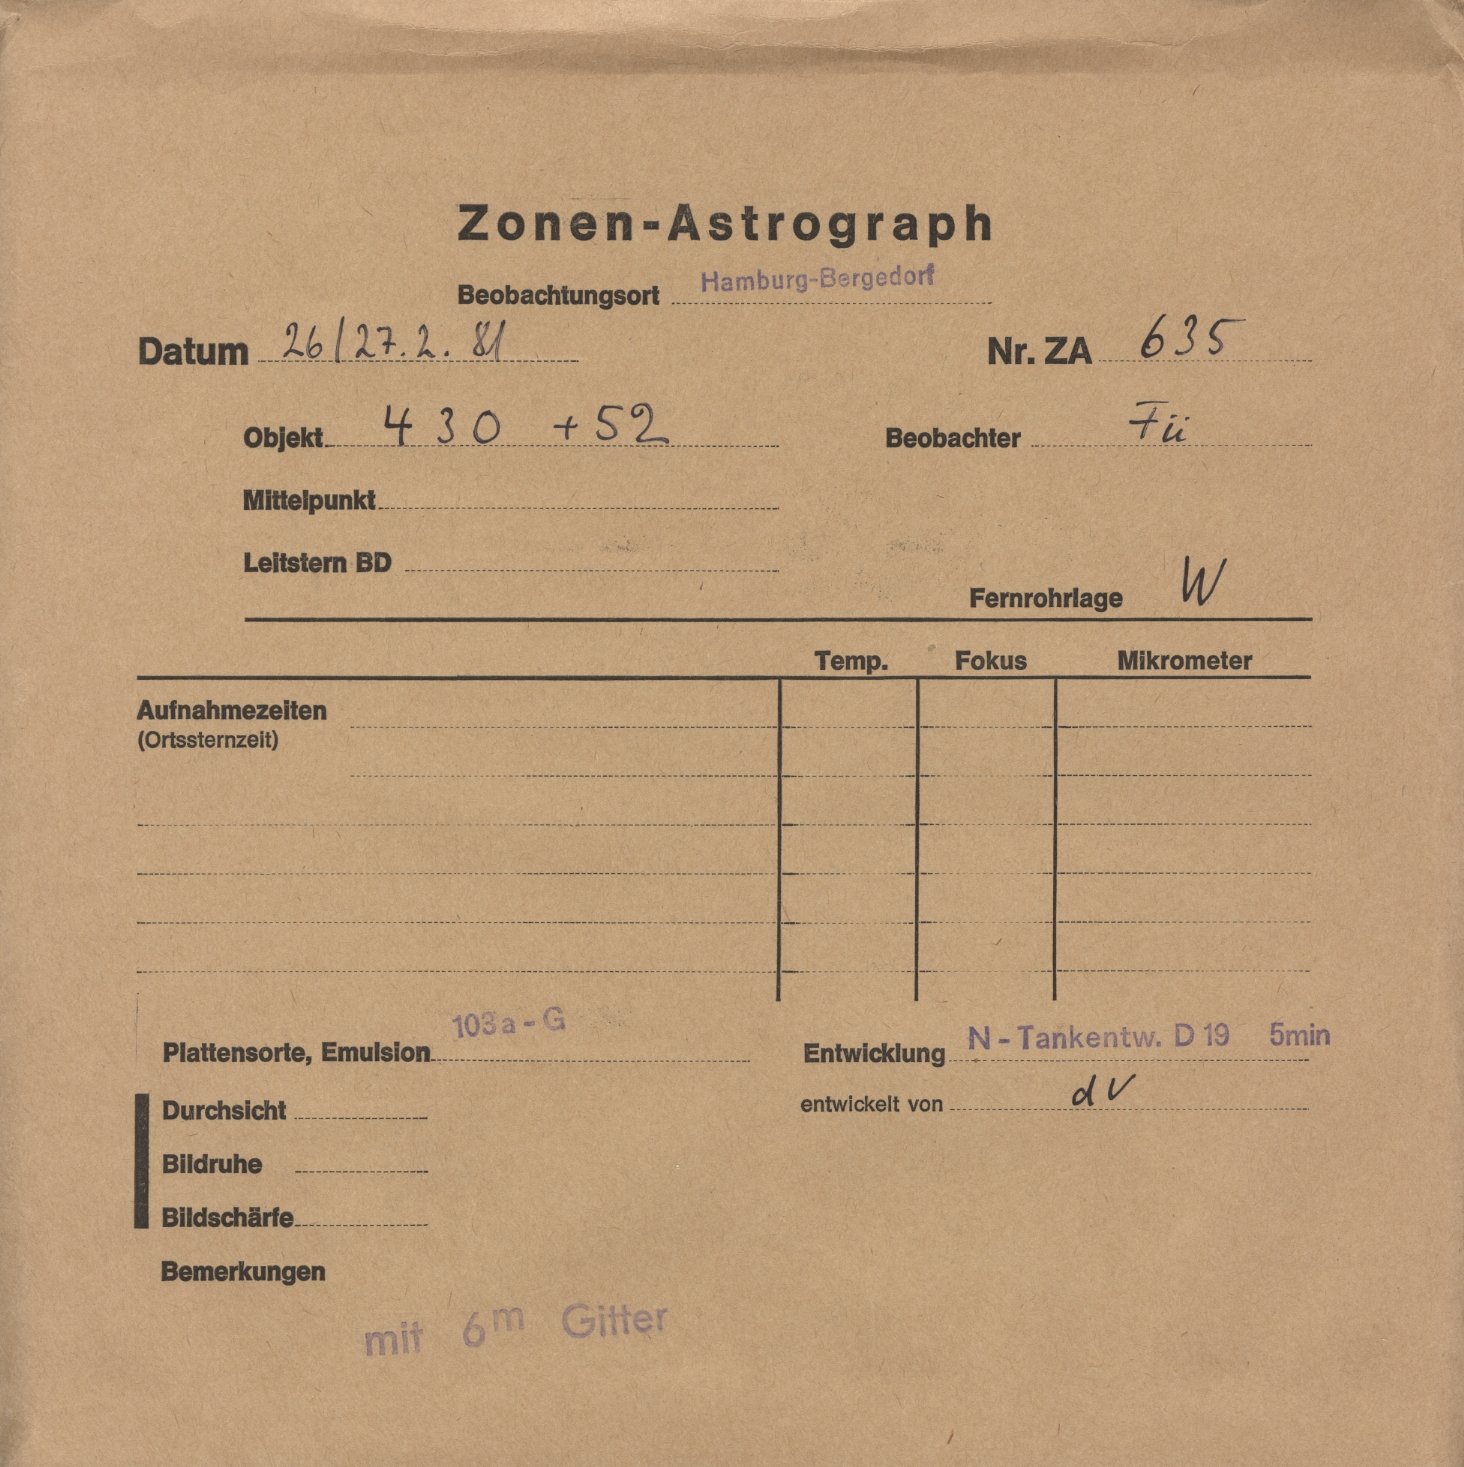 Zonen-Astrograph
Beobachtungsort Hamburg-Bergedorf
Datum 26/27.2.81 Nr. ZA 635
Objekt 430 +52 Beobachter Fü
Mittelpunkt
Leitstern BD
Fernrohrlage W
Temp. Fokus Mikrometer
Aufnahmezeiten
(Ortssternzeit)
Plattensorte, Emulsion 103a-G Entwicklung N-Tankentw. D 19 5min
Durchsicht entwickelt von dV
Bildruhe
Bildschärfe
Bemerkungen
mit 6m Gitter